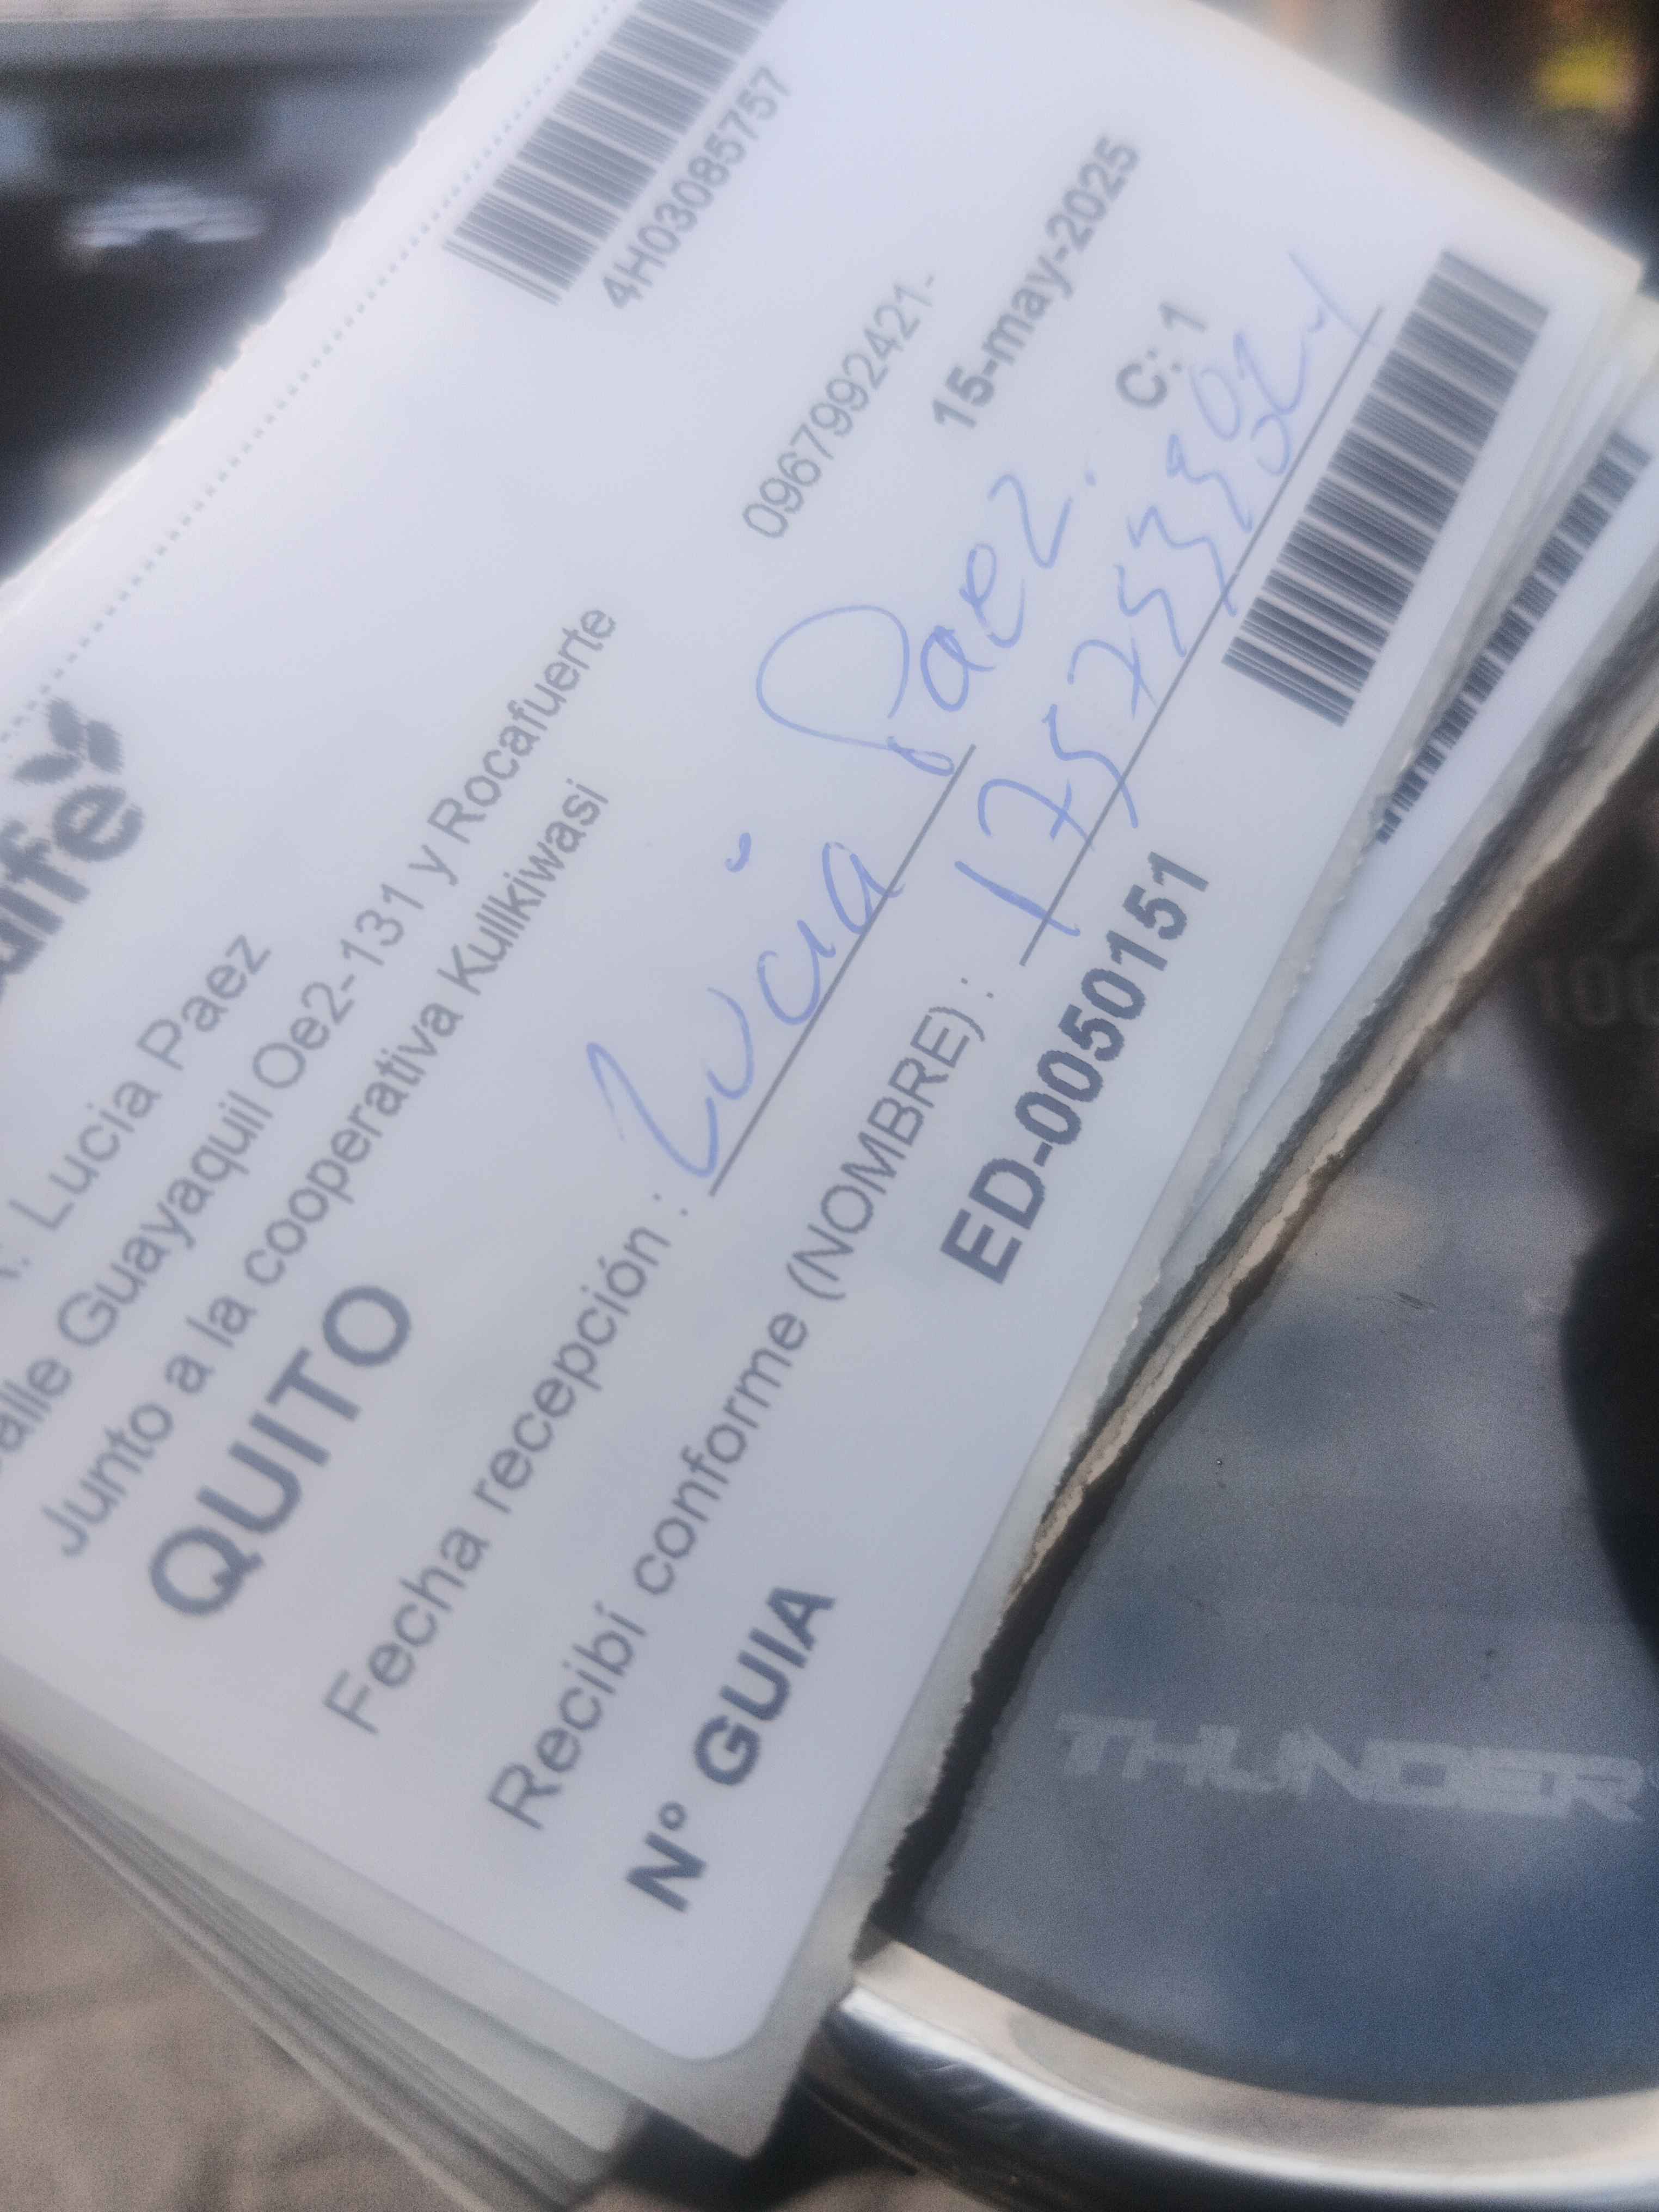 4H03085757
Lucia Paez
Calle Guayaquil Oe2-131 y Rocafuerte
Junto a la cooperativa Kullkiwasi
0967992421-
QUITO
15-may-2025
Fecha recepción : Lucia Paez.
C: 1
Recibí conforme (NOMBRE) :
Nº GUIA ED-0050151
THUNDER